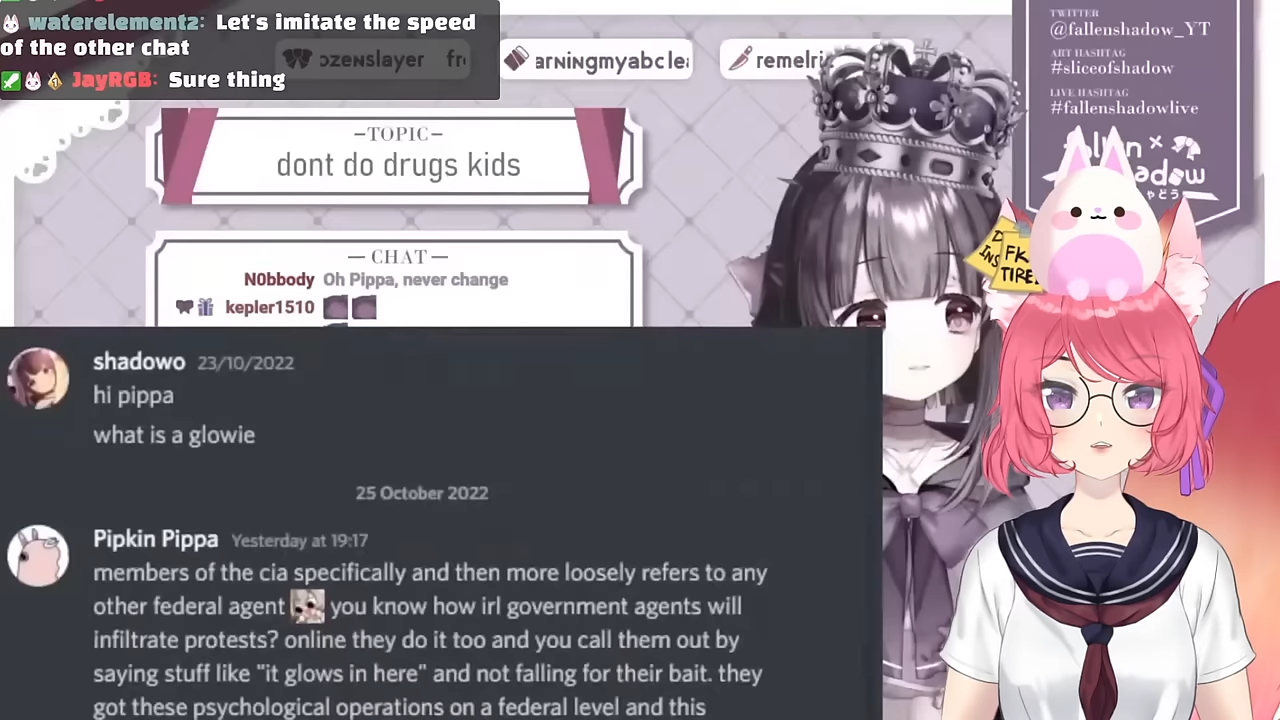 waterelement2: Let's imitate the speed
of the other chat
JayRGB: Sure thing
ozenslayer fr
arningmyabcle
remelri
–TOPIC–
dont do drugs kids
— CHAT —
N0bbody Oh Pippa, never change
kepler1510
TWITTER
@fallenshadow_YT
ART HASHTAG
#sliceofshadow
LIVE HASHTAG
#fallenshadowlive
shadowo 23/10/2022
hi pippa
what is a glowie
25 October 2022
Pipkin Pippa Yesterday at 19:17
members of the cia specifically and then more loosely refers to any
other federal agent you know how irl government agents will
infiltrate protests? online they do it too and you call them out by
saying stuff like "it glows in here" and not falling for their bait. they
got these psychological operations on a federal level and this